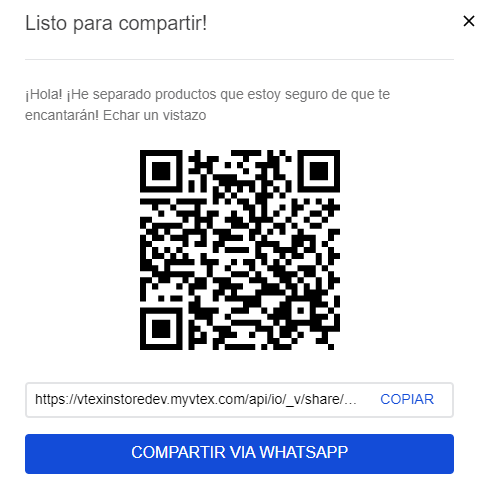 Listo para compartir!
¡Hola! ¡He separado productos que estoy seguro de que te
encantarán! Echar un vistazo
https://vtexinstoredev.myvtex.com/api/io/_v/share/...
COPIAR
COMPARTIR VIA WHATSAPP